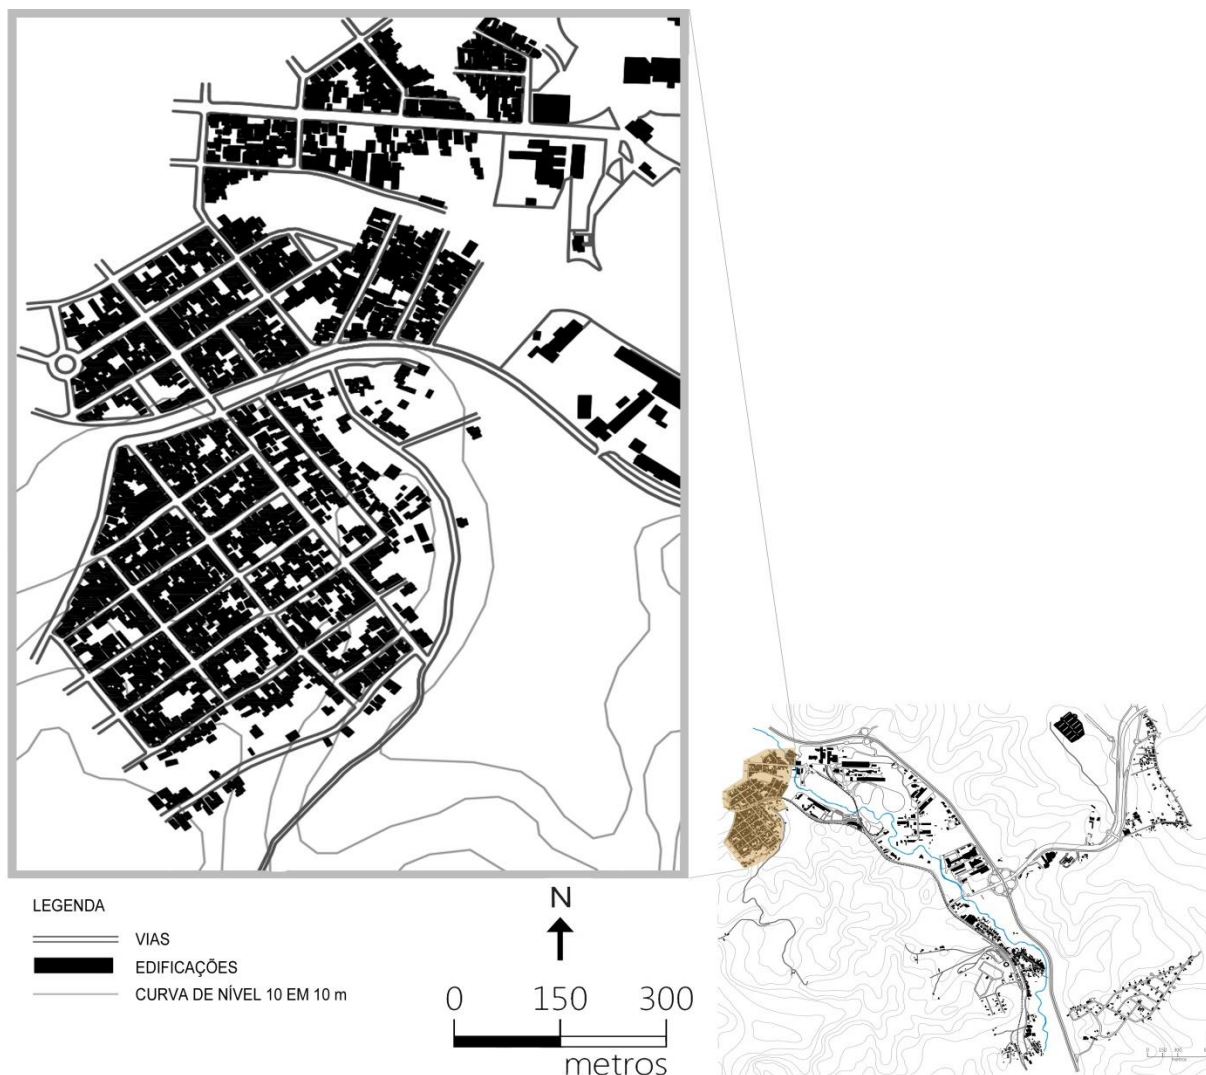 LEGENDA
VIAS
EDIFICAÇÕES
CURVA DE NÍVEL 10 EM 10 m
N
0 150 300
metros